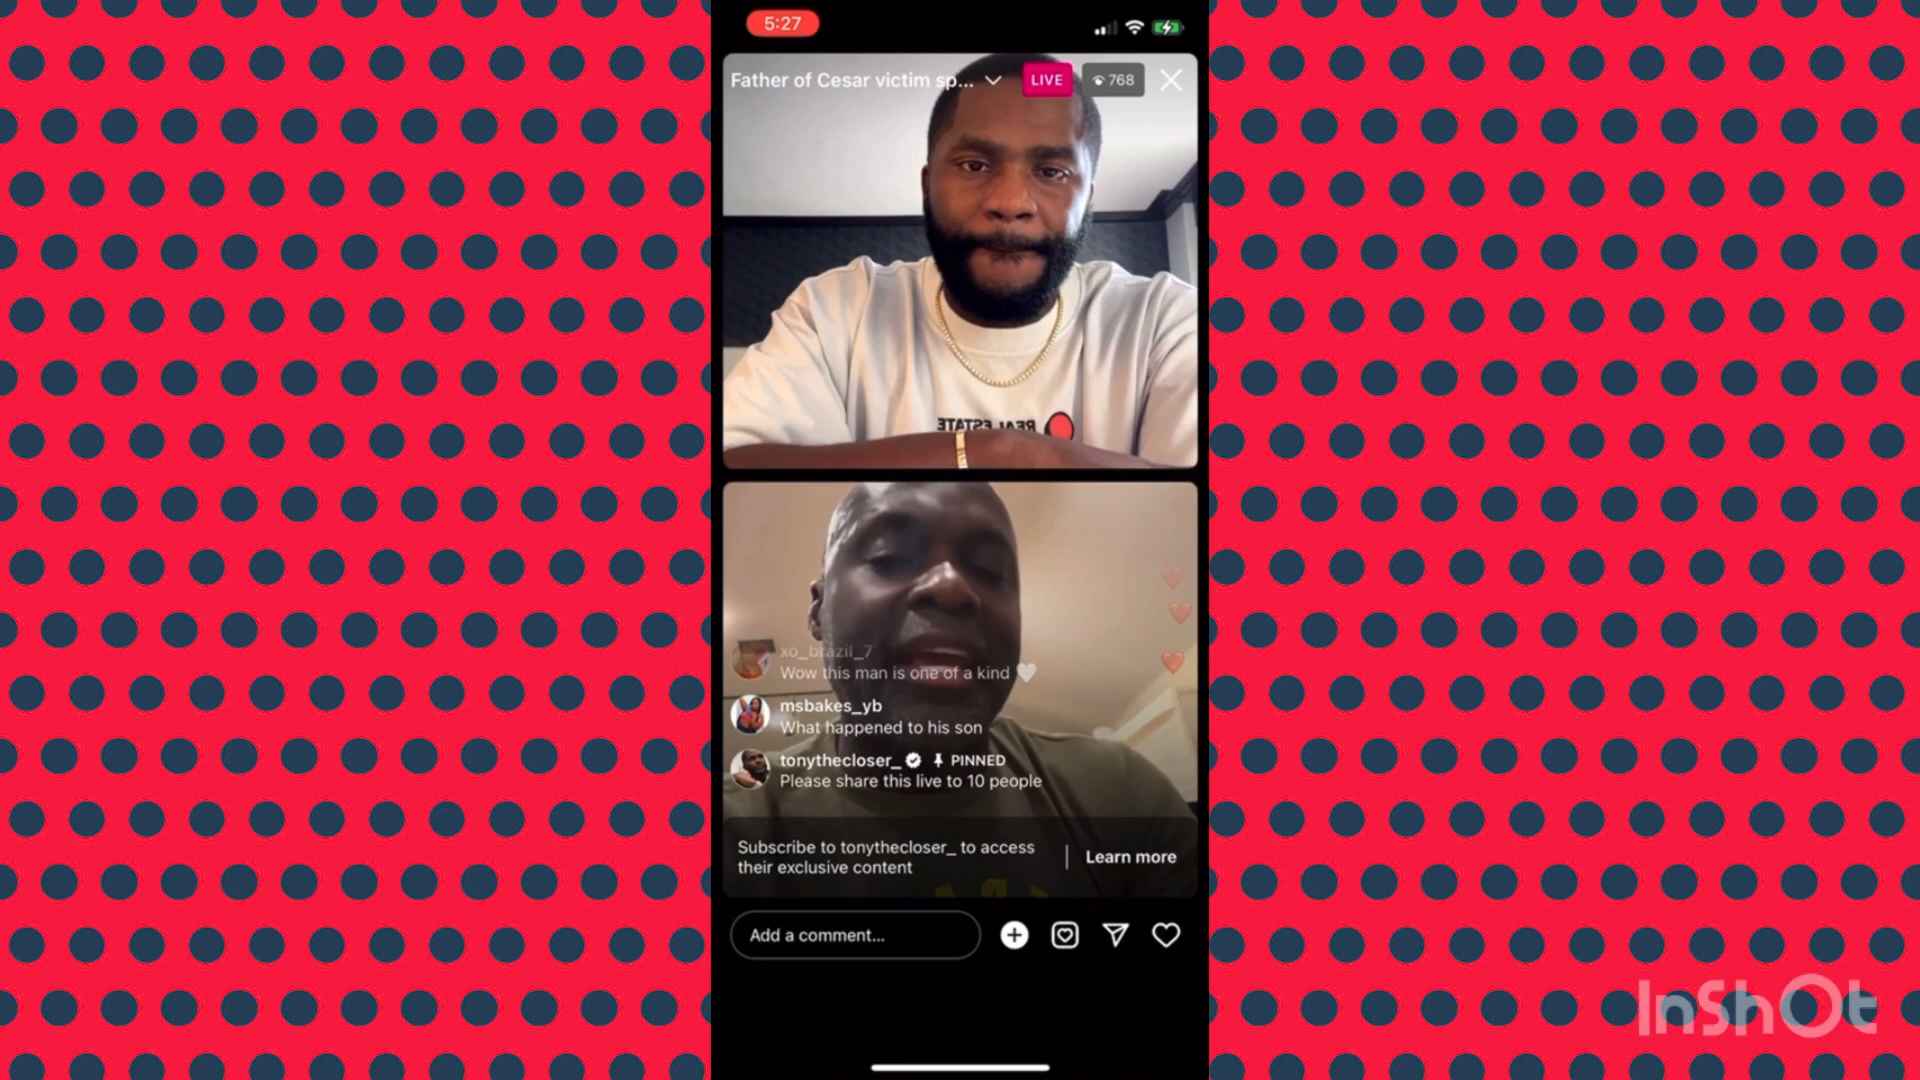 5:27
Father of Cesar victim sp...
LIVE
768
REAL ESTATE
xo_brazil_7
Wow this man is one of a kind 🤍
msbakes_yb
What happened to his son
tonythecloser_ PINNED
Please share this live to 10 people
Subscribe to tonythecloser_ to access
their exclusive content
Learn more
Add a comment...
InShOt